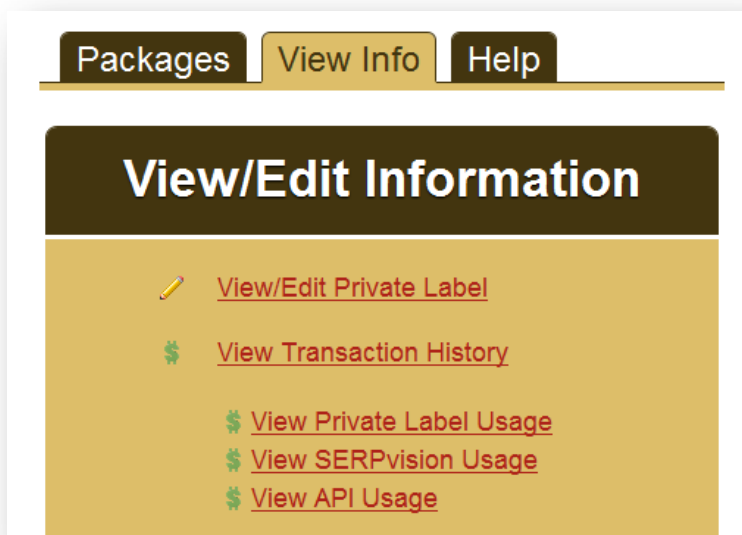 Packages View Info Help
View/Edit Information
View/Edit Private Label
View Transaction History
View Private Label Usage
View SERPvision Usage
View API Usage